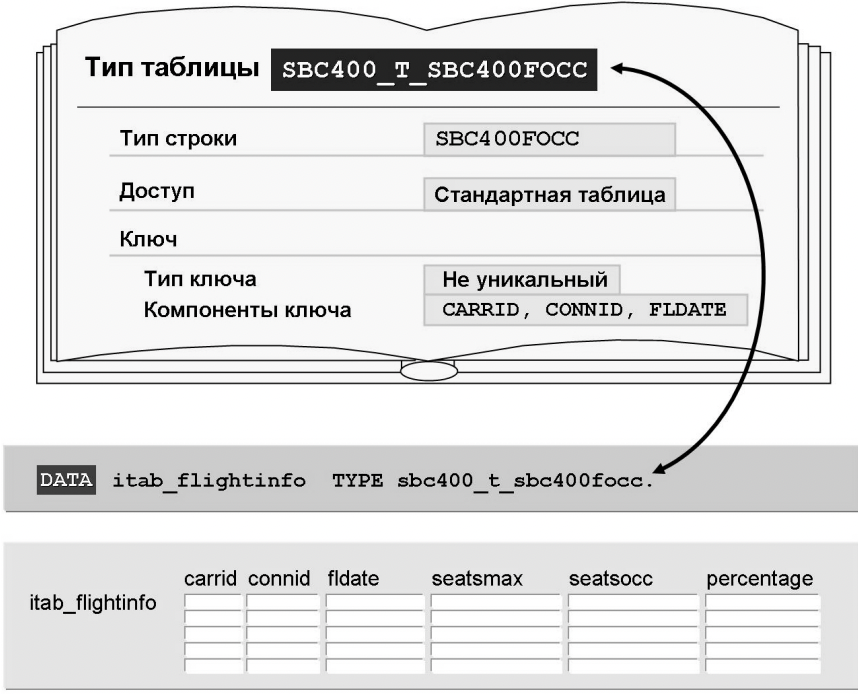 Тип таблицы SBC400_T_SBC400FOCC
Тип строки SBC400FOCC
Доступ Стандартная таблица
Ключ
Тип ключа Не уникальный
Компоненты ключа CARRID, CONNID, FLDATE
DATA itab_flightinfo TYPE sbc400_t_sbc400focc.
carrid connid fldate seatsmax seatsocc percentage
itab_flightinfo